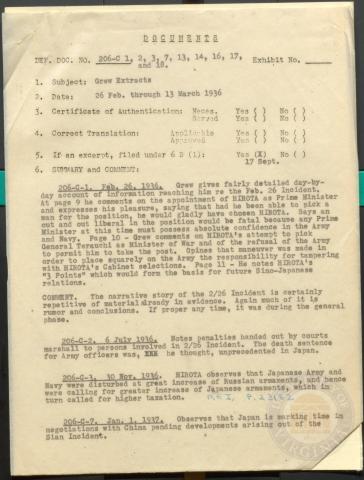 DOCUMENTS
DEF. DOC. NO. 206-C 1, 2, 3, 7, 13, 14, 16, 17, Exhibit No.
and 18.
1. Subject: Grew Extracts
2. Date: 26 Feb. through 13 March 1936
3. Certificate of Authentication: Neces. Yes ( ) No ( )
Served Yes ( ) No ( )
4. Correct Translation: Applicable Yes ( ) No ( )
Approved Yes ( ) No ( )
5. If an excerpt, filed under 6 B (1): Yes (X) No ( )
17 Sept.
6. SUMMARY and COMMENT:
206-C-1. Feb. 26, 1936. Grew gives fairly detailed day-by-
day account of information reaching him re the Feb. 26 Incident.
At page 9 he comments on the appointment of HIROTA as Prime Minister
and expresses his pleasure, saying that had he been able to pick a
man for the position, he would gladly have chosen HIROTA. Says an
out and out liberal in the position would be fatal because any Prime
Minister at this time must possess absolute confidence in the Army
and Navy. Page 10 - Grew comments on HIROTA's attempt to pick
General Terauchi as Minister of War and of the refusal of the Army
to permit him to take the post. Opines that maneuver was made in
order to place squarely on the Army the responsibility for tampering
with HIROTA's Cabinet selections. Page 11 - He notes HIROTA's
"3 Points" which would form the basis for future Sino-Japanese
relations.
COMMENT. The narrative story of the 2/26 Incident is certainly
repetitive of material already in evidence. Again much of it is
rumor and conclusions. If proper any time, it was during the general
phase.
206-C-2. 6 July 1936. Notes penalties handed out by courts
marshall to persons involved in 2/26 Incident. The death sentence
for Army officers was, XXX he thought, unprecedented in Japan.
206-C-3. 30 Nov. 1936. HIROTA observes that Japanese Army and
Navy were disturbed at great increase of Russian armaments, and hence
were calling for greater increase of Japanese armaments, which in
turn called for higher taxation.
206-C-7. Jan. 1, 1937. Observes that Japan is marking time in
negotiations with China pending developments arising out of the
Sian Incident.